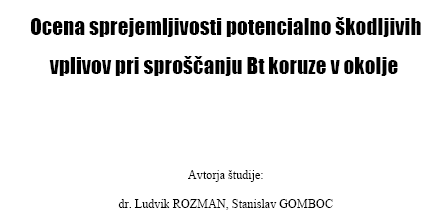 Ocena sprejemljivosti potencialno škodljivih
vplivov pri sproščanju Bt koruze v okolje
Avtorja študije:
dr. Ludvik ROZMAN, Stanislav GOMBOC